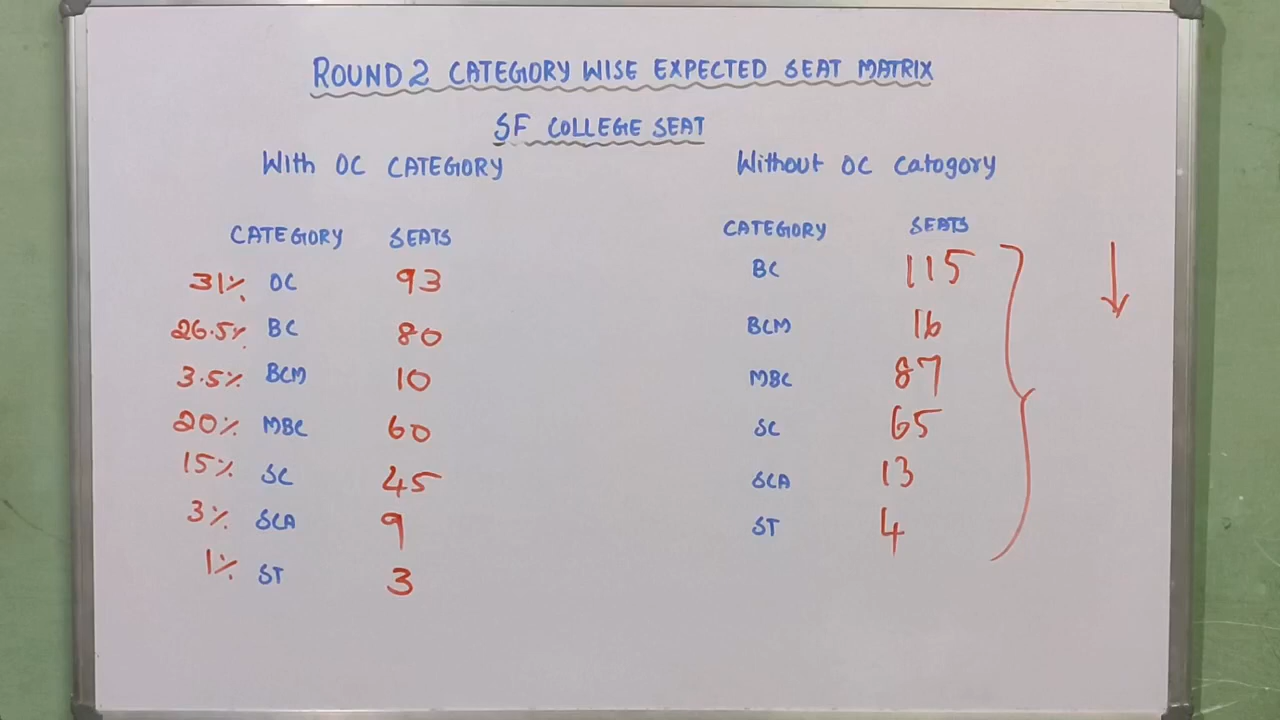 ROUND 2 CATEGORY WISE EXPECTED SEAT MATRIX
SF COLLEGE SEAT
With OC CATEGORY
CATEGORY SEATS
31% OC 93
26.5% BC 80
3.5% BCM 10
20% MBC 60
15% SC 45
3% SCA 9
1% ST 3
Without OC Catogory
CATEGORY SEATS
BC 115
BCM 16
MBC 87
SC 65
SCA 13
ST 4